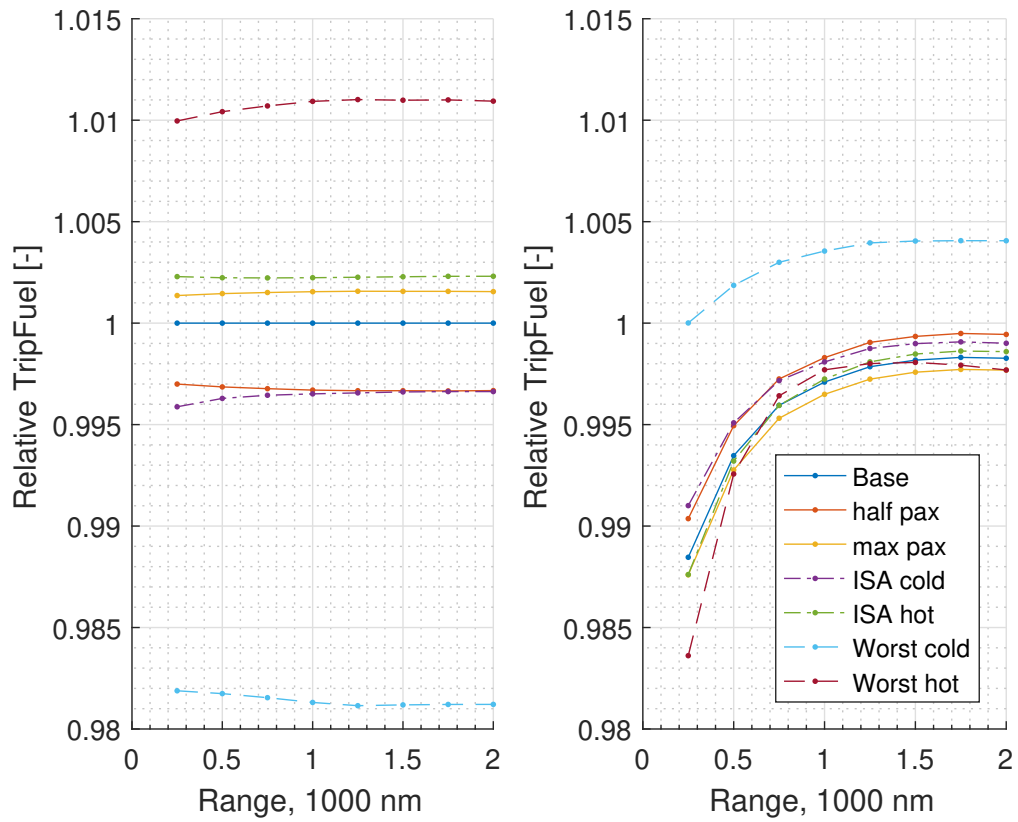 1.015
1.01
1.005
1
0.995
0.99
0.985
0.98
0
0.5
1
1.5
2
Relative TripFuel [-]
Range, 1000 nm
1.015
1.01
1.005
1
0.995
0.99
0.985
0.98
0
0.5
1
1.5
2
Relative TripFuel [-]
Range, 1000 nm
Base
half pax
max pax
ISA cold
ISA hot
Worst cold
Worst hot